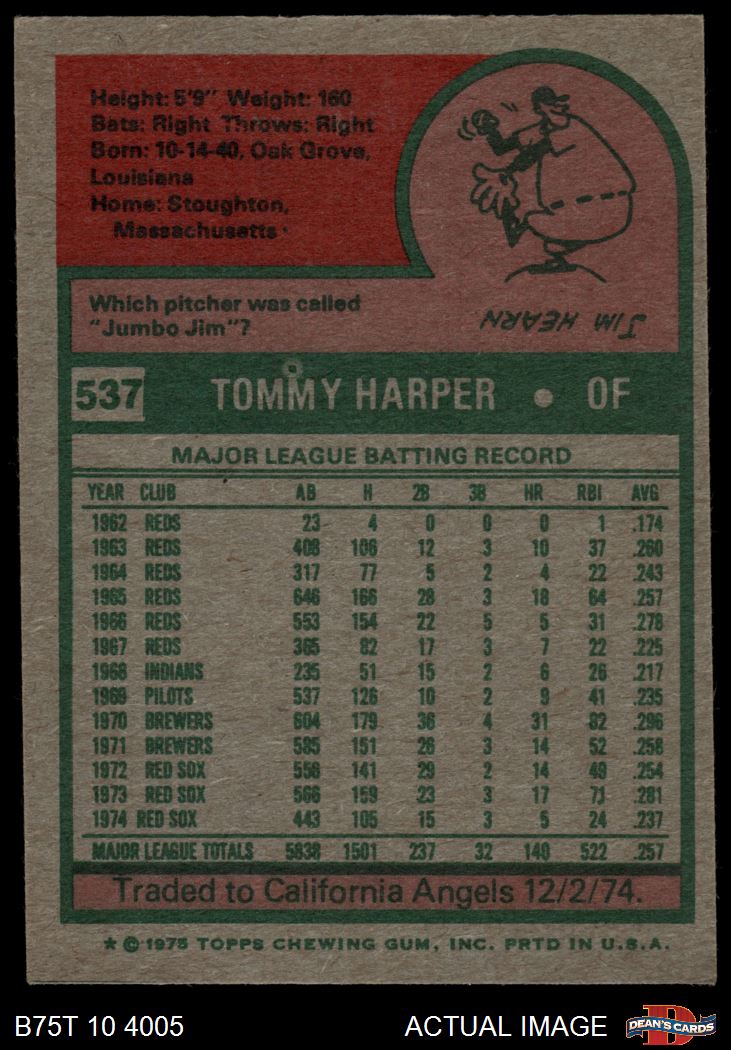 Height: 5'9" Weight: 160
Bats: Right Throws: Right
Born: 10-14-40, Oak Grove,
Louisiana
Home: Stoughton,
Massachusetts
Which pitcher was called
"Jumbo Jim"?
JIM HEARN
537 TOMMY HARPER • OF
MAJOR LEAGUE BATTING RECORD
YEAR CLUB AB H 2B 3B HR RBI AVG
1962 REDS 23 4 0 0 0 1 .174
1963 REDS 408 106 12 3 10 37 .260
1964 REDS 317 77 5 2 4 22 .243
1965 REDS 646 166 28 3 18 64 .257
1966 REDS 553 154 22 5 5 31 .278
1967 REDS 365 82 17 3 7 22 .225
1968 INDIANS 235 51 15 2 6 26 .217
1969 PILOTS 537 126 10 2 9 41 .235
1970 BREWERS 604 179 36 4 31 82 .296
1971 BREWERS 585 151 26 3 14 52 .258
1972 RED SOX 556 141 29 2 14 49 .254
1973 RED SOX 566 159 23 3 17 71 .281
1974 RED SOX 443 105 15 3 5 24 .237
MAJOR LEAGUE TOTALS 5838 1501 237 32 140 522 .257
Traded to California Angels 12/2/74.
* © 1975 TOPPS CHEWING GUM, INC. PRTD IN U.S.A.
B75T 10 4005 ACTUAL IMAGE DEAN'S CARDS